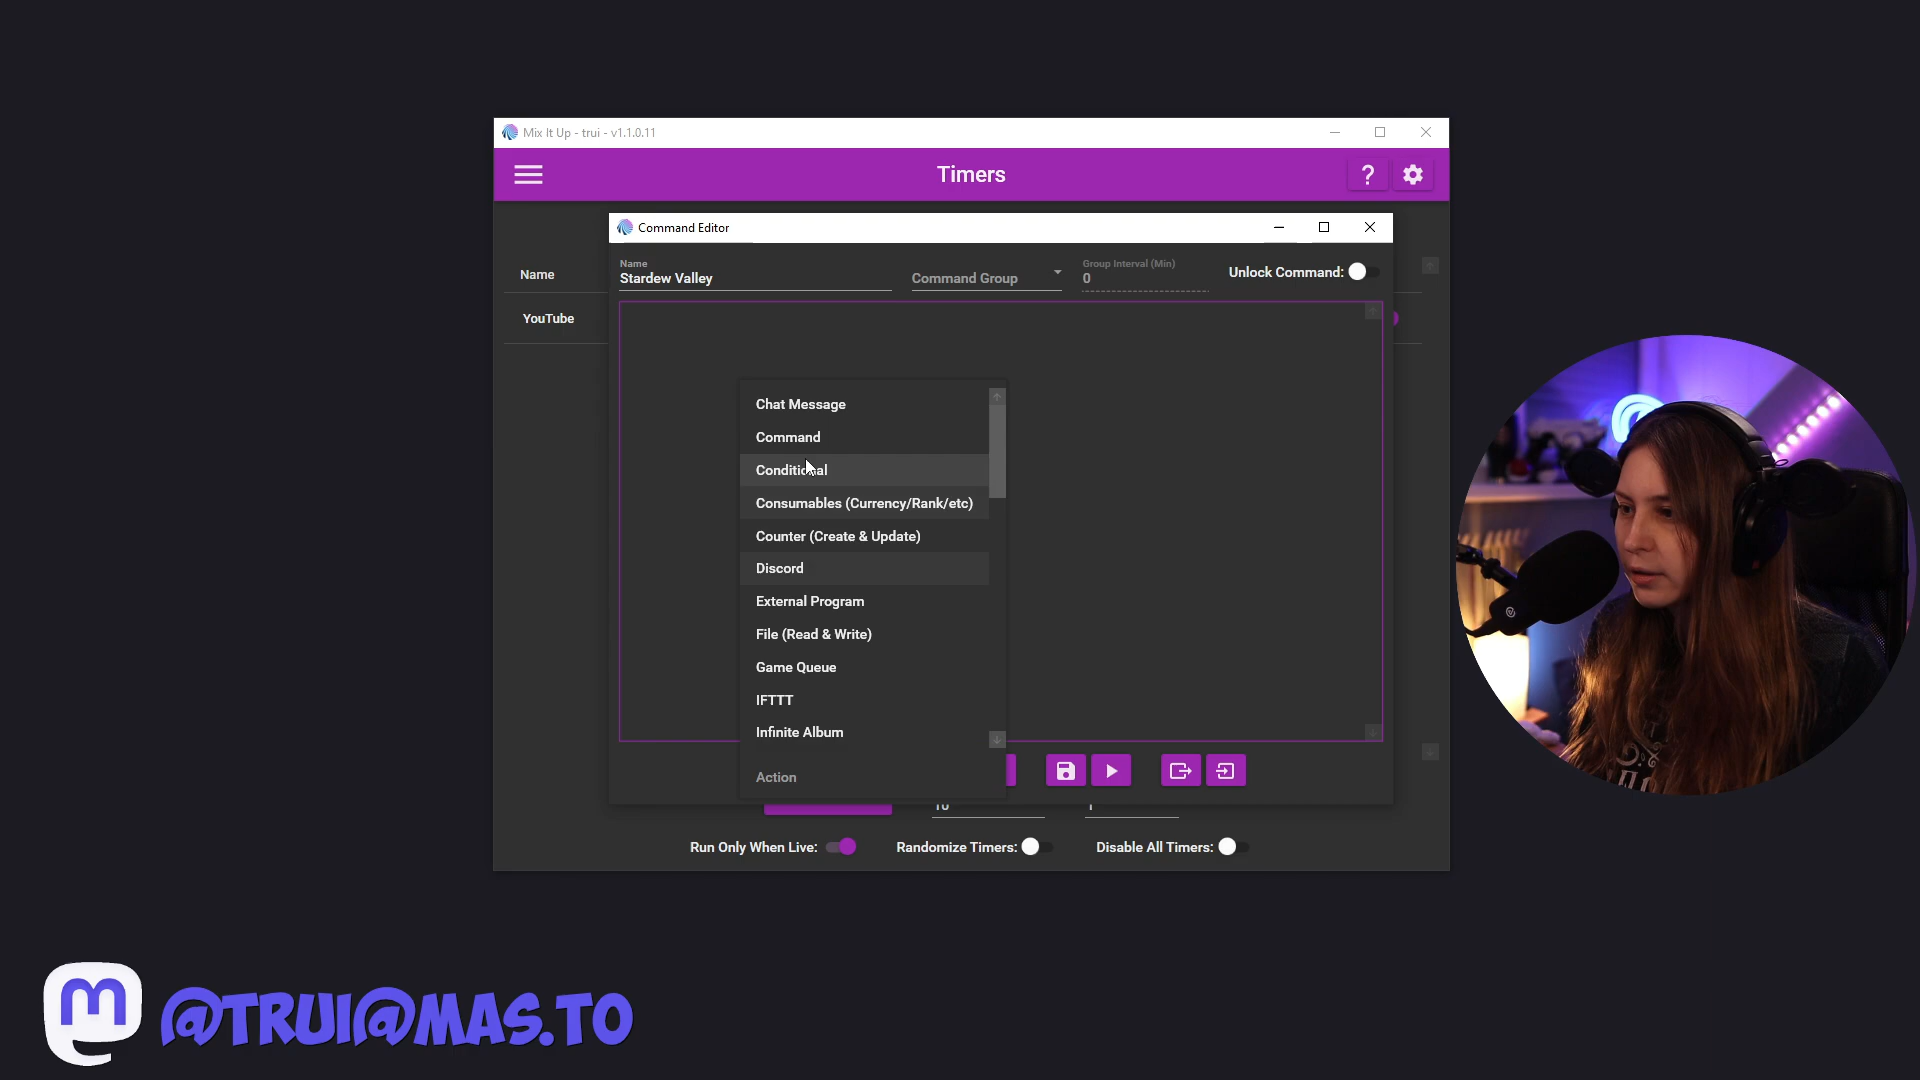 Mix It Up - trui - v1.1.0.11
Timers
?
Command Editor
Name
Stardew Valley
Command Group
Group Interval (Min)
0
Unlock Command:
Name
YouTube
Chat Message
Command
Conditional
Consumables (Currency/Rank/etc)
Counter (Create & Update)
Discord
External Program
File (Read & Write)
Game Queue
IFTTT
Infinite Album
Action
Run Only When Live:
Randomize Timers:
Disable All Timers:
@TRUI@MAS.TO